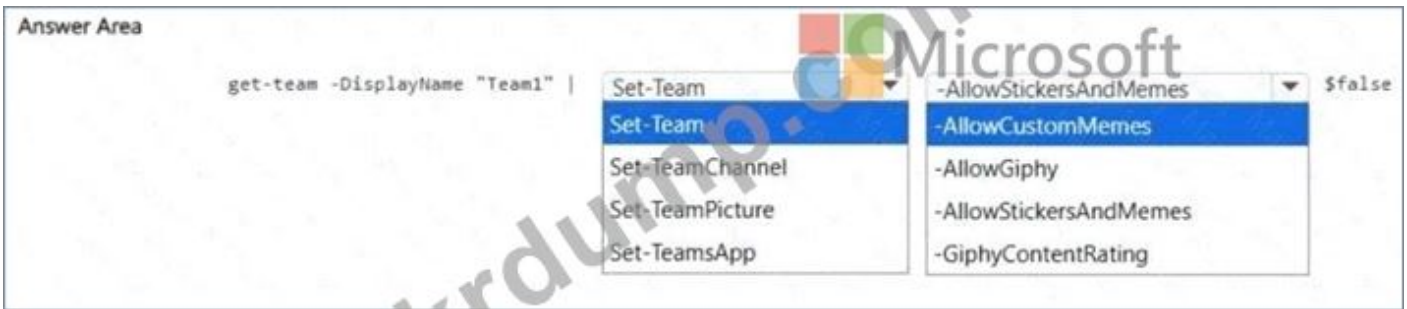 Answer Area
Microsoft
get-team -DisplayName "Team1" | Set-Team -AllowStickersAndMemes $false
Set-Team -AllowCustomMemes
Set-TeamChannel -AllowGiphy
Set-TeamPicture -AllowStickersAndMemes
Set-TeamsApp -GiphyContentRating